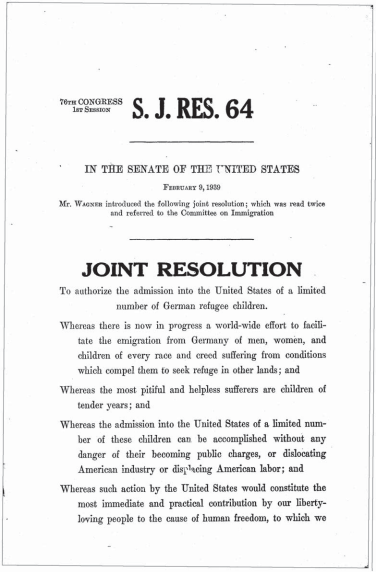 76TH CONGRESS
1ST SESSION
S. J. RES. 64
IN THE SENATE OF THE UNITED STATES
FEBRUARY 9, 1939
Mr. WAGNER introduced the following joint resolution; which was read twice
and referred to the Committee on Immigration
JOINT RESOLUTION
To authorize the admission into the United States of a limited
number of German refugee children.
Whereas there is now in progress a world-wide effort to facili-
tate the emigration from Germany of men, women, and
children of every race and creed suffering from conditions
which compel them to seek refuge in other lands; and
Whereas the most pitiful and helpless sufferers are children of
tender years; and
Whereas the admission into the United States of a limited num-
ber of these children can be accomplished without any
danger of their becoming public charges, or dislocating
American industry or displacing American labor; and
Whereas such action by the United States would constitute the
most immediate and practical contribution by our liberty-
loving people to the cause of human freedom, to which we